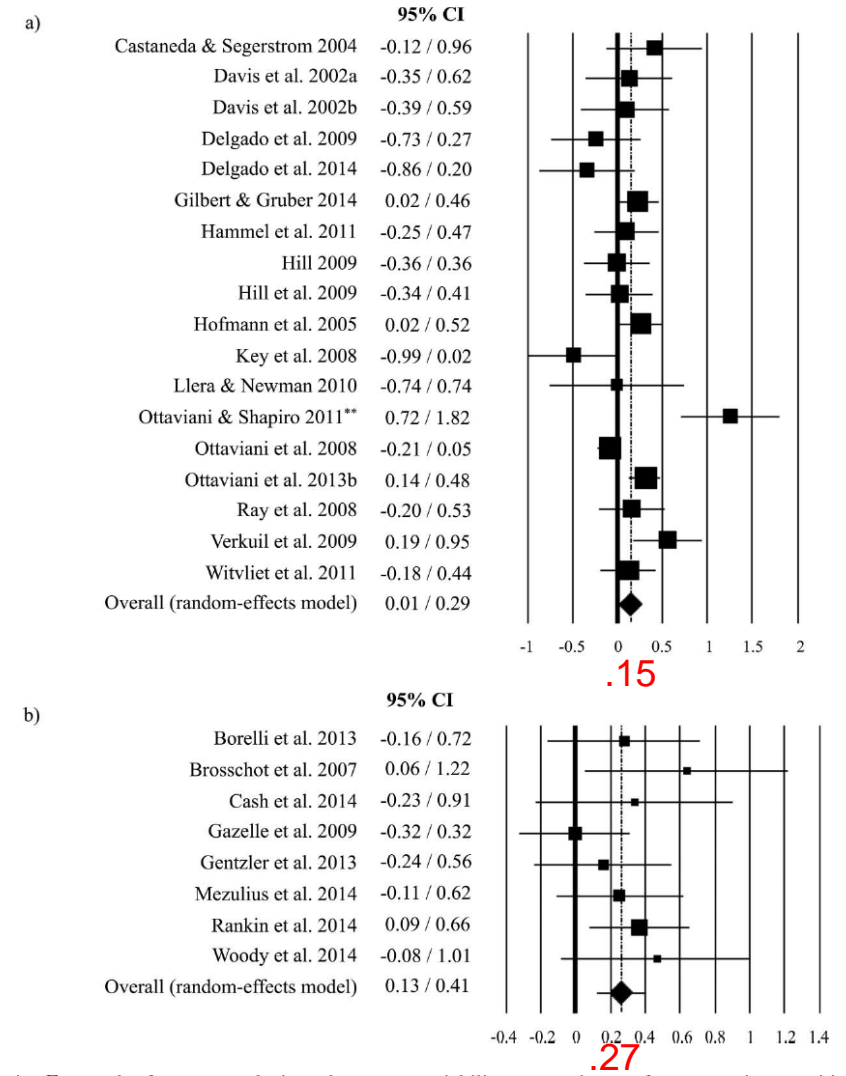 95% CI
a)
Castaneda & Segerstrom 2004 -0.12 / 0.96
Davis et al. 2002a -0.35 / 0.62
Davis et al. 2002b -0.39 / 0.59
Delgado et al. 2009 -0.73 / 0.27
Delgado et al. 2014 -0.86 / 0.20
Gilbert & Gruber 2014 0.02 / 0.46
Hammel et al. 2011 -0.25 / 0.47
Hill 2009 -0.36 / 0.36
Hill et al. 2009 -0.34 / 0.41
Hofmann et al. 2005 0.02 / 0.52
Key et al. 2008 -0.99 / 0.02
Llera & Newman 2010 -0.74 / 0.74
Ottaviani & Shapiro 2011** 0.72 / 1.82
Ottaviani et al. 2008 -0.21 / 0.05
Ottaviani et al. 2013b 0.14 / 0.48
Ray et al. 2008 -0.20 / 0.53
Verkuil et al. 2009 0.19 / 0.95
Witvliet et al. 2011 -0.18 / 0.44
Overall (random-effects model) 0.01 / 0.29
-1 -0.5 0 0.5 1 1.5 2
.15
95% CI
b)
Borelli et al. 2013 -0.16 / 0.72
Brosschot et al. 2007 0.06 / 1.22
Cash et al. 2014 -0.23 / 0.91
Gazelle et al. 2009 -0.32 / 0.32
Gentzler et al. 2013 -0.24 / 0.56
Mezulius et al. 2014 -0.11 / 0.62
Rankin et al. 2014 0.09 / 0.66
Woody et al. 2014 -0.08 / 1.01
Overall (random-effects model) 0.13 / 0.41
-0.4 -0.2 0 0.2 0.4 0.6 0.8 1 1.2 1.4
.27